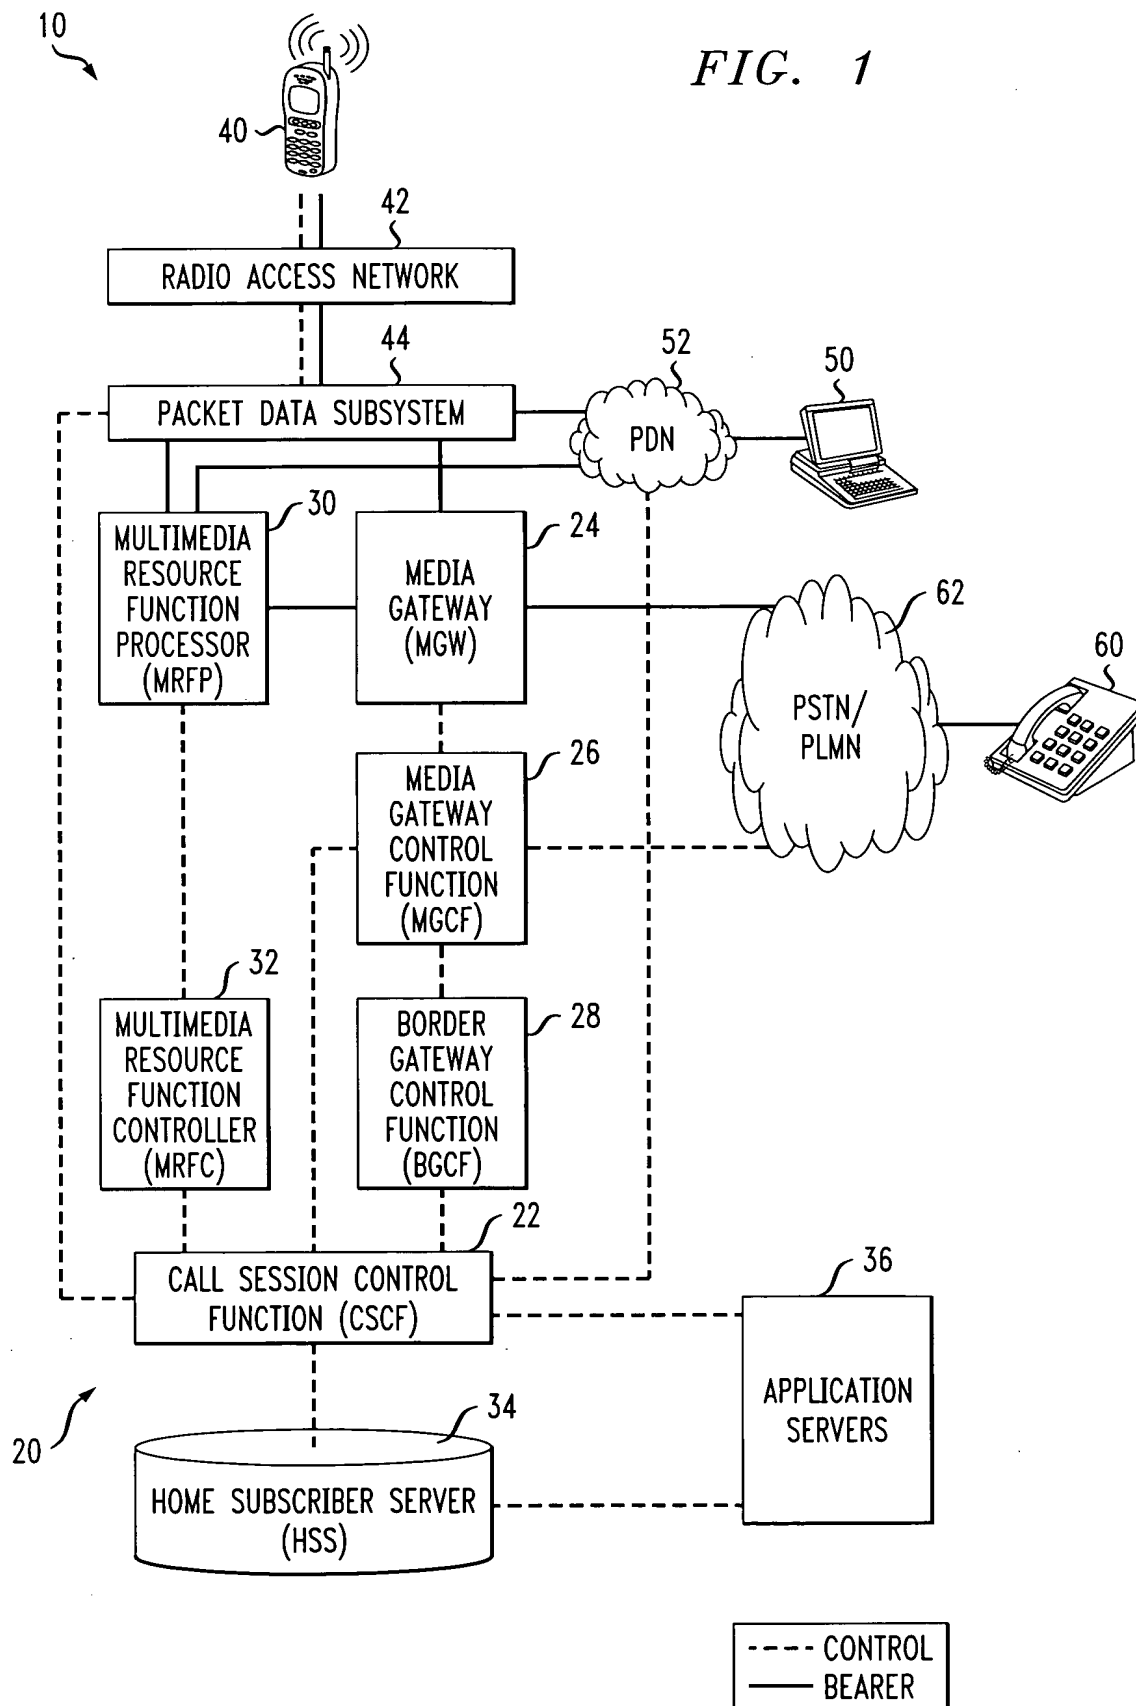 FIG. 1
10
40
42
RADIO ACCESS NETWORK
44
PACKET DATA SUBSYSTEM
52
PDN
50
30
MULTIMEDIA
RESOURCE
FUNCTION
PROCESSOR
(MRFP)
24
MEDIA
GATEWAY
(MGW)
62
PSTN/
PLMN
60
26
MEDIA
GATEWAY
CONTROL
FUNCTION
(MGCF)
32
MULTIMEDIA
RESOURCE
FUNCTION
CONTROLLER
(MRFC)
28
BORDER
GATEWAY
CONTROL
FUNCTION
(BGCF)
22
CALL SESSION CONTROL
FUNCTION (CSCF)
36
APPLICATION
SERVERS
20
34
HOME SUBSCRIBER SERVER
(HSS)
CONTROL
BEARER